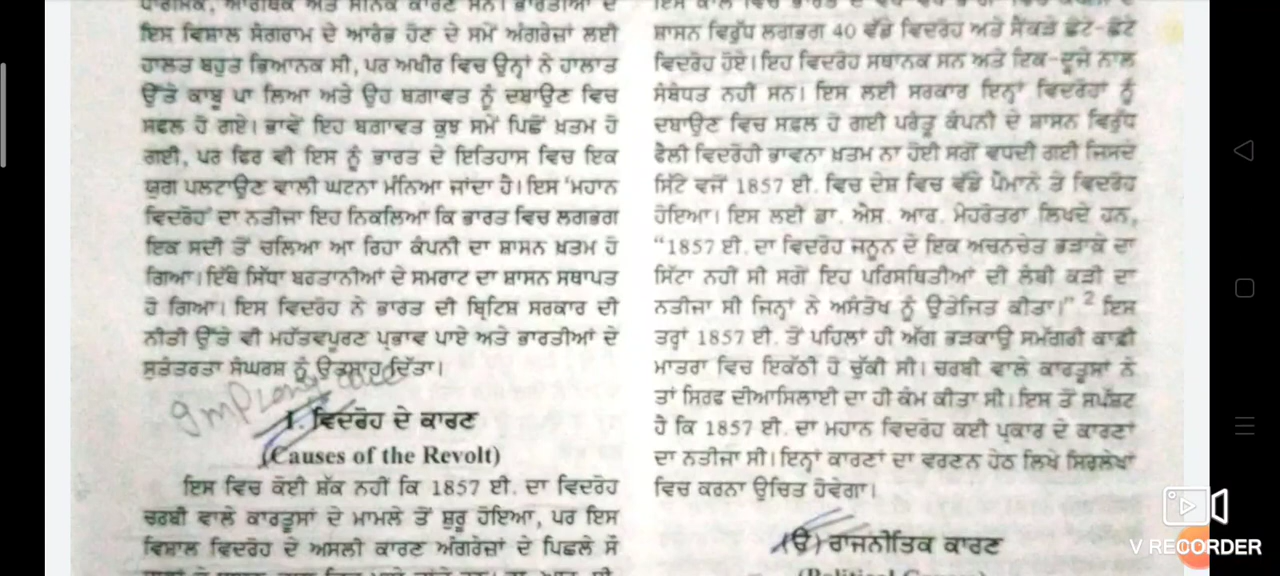 ਇਸ ਵਿਸ਼ਾਲ ਸੰਗਰਾਮ ਦੇ ਆਰੰਭ ਹੋਣ ਦੇ ਸਮੇਂ ਅੰਗਰੇਜ਼ਾਂ ਲਈ
ਹਾਲਤ ਬਹੁਤ ਭਿਆਨਕ ਸੀ, ਪਰ ਅਖੀਰ ਵਿਚ ਉਨ੍ਹਾਂ ਨੇ ਹਾਲਾਤ
ਉੱਤੇ ਕਾਬੂ ਪਾ ਲਿਆ ਅਤੇ ਉਹ ਬਗ਼ਾਵਤ ਨੂੰ ਦਬਾਉਣ ਵਿਚ
ਸਫਲ ਹੋ ਗਏ। ਭਾਵੇਂ ਇਹ ਬਗ਼ਾਵਤ ਕੁਝ ਸਮੇਂ ਪਿਛੋਂ ਖ਼ਤਮ ਹੋ
ਗਈ, ਪਰ ਫਿਰ ਵੀ ਇਸ ਨੂੰ ਭਾਰਤ ਦੇ ਇਤਿਹਾਸ ਵਿਚ ਇਕ
ਯੁਗ ਪਲਟਾਉਣ ਵਾਲੀ ਘਟਨਾ ਮੰਨਿਆ ਜਾਂਦਾ ਹੈ। ਇਸ 'ਮਹਾਨ
ਵਿਦਰੋਹ' ਦਾ ਨਤੀਜਾ ਇਹ ਨਿਕਲਿਆ ਕਿ ਭਾਰਤ ਵਿਚ ਲਗਭਗ
ਇਕ ਸਦੀ ਤੋਂ ਚਲਿਆ ਆ ਰਿਹਾ ਕੰਪਨੀ ਦਾ ਸ਼ਾਸਨ ਖ਼ਤਮ ਹੋ
ਗਿਆ। ਇੱਥੇ ਸਿੱਧਾ ਬਰਤਾਨੀਆਂ ਦੇ ਸਮਰਾਟ ਦਾ ਸ਼ਾਸਨ ਸਥਾਪਤ
ਹੋ ਗਿਆ। ਇਸ ਵਿਦਰੋਹ ਨੇ ਭਾਰਤ ਦੀ ਬ੍ਰਿਟਿਸ਼ ਸਰਕਾਰ ਦੀ
ਨੀਤੀ ਉੱਤੇ ਵੀ ਮਹੱਤਵਪੂਰਣ ਪ੍ਰਭਾਵ ਪਾਏ ਅਤੇ ਭਾਰਤੀਆਂ ਦੇ
ਸੁਤੰਤਰਤਾ ਸੰਘਰਸ਼ ਨੂੰ ਉਤਸ਼ਾਹ ਦਿੱਤਾ।
1. ਵਿਦਰੋਹ ਦੇ ਕਾਰਣ
(Causes of the Revolt)
ਇਸ ਵਿਚ ਕੋਈ ਸ਼ੱਕ ਨਹੀਂ ਕਿ 1857 ਈ. ਦਾ ਵਿਦਰੋਹ
ਚਰਬੀ ਵਾਲੇ ਕਾਰਤੂਸਾਂ ਦੇ ਮਾਮਲੇ ਤੋਂ ਸ਼ੁਰੂ ਹੋਇਆ, ਪਰ ਇਸ
ਵਿਸ਼ਾਲ ਵਿਦਰੋਹ ਦੇ ਅਸਲੀ ਕਾਰਣ ਅੰਗਰੇਜ਼ਾਂ ਦੇ ਪਿਛਲੇ ਸੌ
ਸ਼ਾਸਨ ਵਿਰੁੱਧ ਲਗਭਗ 40 ਵੱਡੇ ਵਿਦਰੋਹ ਅਤੇ ਸੈਂਕੜੇ ਛੋਟੇ-ਛੋਟੇ
ਵਿਦਰੋਹ ਹੋਏ। ਇਹ ਵਿਦਰੋਹ ਸਥਾਨਕ ਸਨ ਅਤੇ ਇਕ-ਦੂਜੇ ਨਾਲ
ਸੰਬੰਧਤ ਨਹੀਂ ਸਨ। ਇਸ ਲਈ ਸਰਕਾਰ ਇਨ੍ਹਾਂ ਵਿਦਰੋਹਾਂ ਨੂੰ
ਦਬਾਉਣ ਵਿਚ ਸਫਲ ਹੋ ਗਈ ਪਰੰਤੂ ਕੰਪਨੀ ਦੇ ਸ਼ਾਸਨ ਵਿਰੁੱਧ
ਫੈਲੀ ਵਿਦਰੋਹੀ ਭਾਵਨਾ ਖ਼ਤਮ ਨਾ ਹੋਈ ਸਗੋਂ ਵਧਦੀ ਗਈ ਜਿਸਦੇ
ਸਿੱਟੇ ਵਜੋਂ 1857 ਈ. ਵਿਚ ਦੇਸ਼ ਵਿਚ ਵੱਡੇ ਪੈਮਾਨੇ ਤੇ ਵਿਦਰੋਹ
ਹੋਇਆ। ਇਸ ਲਈ ਡਾ. ਐਸ. ਆਰ. ਮੇਹਰੋਤਰਾ ਲਿਖਦੇ ਹਨ,
"1857 ਈ. ਦਾ ਵਿਦਰੋਹ ਜਨੂਨ ਦੇ ਇਕ ਅਚਨਚੇਤ ਭੜਾਕੇ ਦਾ
ਸਿੱਟਾ ਨਹੀਂ ਸੀ ਸਗੋਂ ਇਹ ਪਰਿਸਥਿਤੀਆਂ ਦੀ ਲੰਬੀ ਕੜੀ ਦਾ
ਨਤੀਜਾ ਸੀ ਜਿਨ੍ਹਾਂ ਨੇ ਅਸੰਤੋਖ ਨੂੰ ਉਤੇਜਿਤ ਕੀਤਾ।" 2 ਇਸ
ਤਰ੍ਹਾਂ 1857 ਈ. ਤੋਂ ਪਹਿਲਾਂ ਹੀ ਅੱਗ ਭੜਕਾਊ ਸਮੱਗਰੀ ਕਾਫ਼ੀ
ਮਾਤਰਾ ਵਿਚ ਇਕੱਠੀ ਹੋ ਚੁੱਕੀ ਸੀ। ਚਰਬੀ ਵਾਲੇ ਕਾਰਤੂਸਾਂ ਨੇ
ਤਾਂ ਸਿਰਫ ਦੀਆਸਿਲਾਈ ਦਾ ਹੀ ਕੰਮ ਕੀਤਾ ਸੀ। ਇਸ ਤੋਂ ਸਪੱਸ਼ਟ
ਹੈ ਕਿ 1857 ਈ. ਦਾ ਮਹਾਨ ਵਿਦਰੋਹ ਕਈ ਪ੍ਰਕਾਰ ਦੇ ਕਾਰਣਾਂ
ਦਾ ਨਤੀਜਾ ਸੀ। ਇਨ੍ਹਾਂ ਕਾਰਣਾਂ ਦਾ ਵਰਣਨ ਹੇਠ ਲਿਖੇ ਸਿਰਲੇਖਾਂ
ਵਿਚ ਕਰਨਾ ਉਚਿਤ ਹੋਵੇਗਾ।
(ੳ) ਰਾਜਨੀਤਿਕ ਕਾਰਣ
V RECORDER